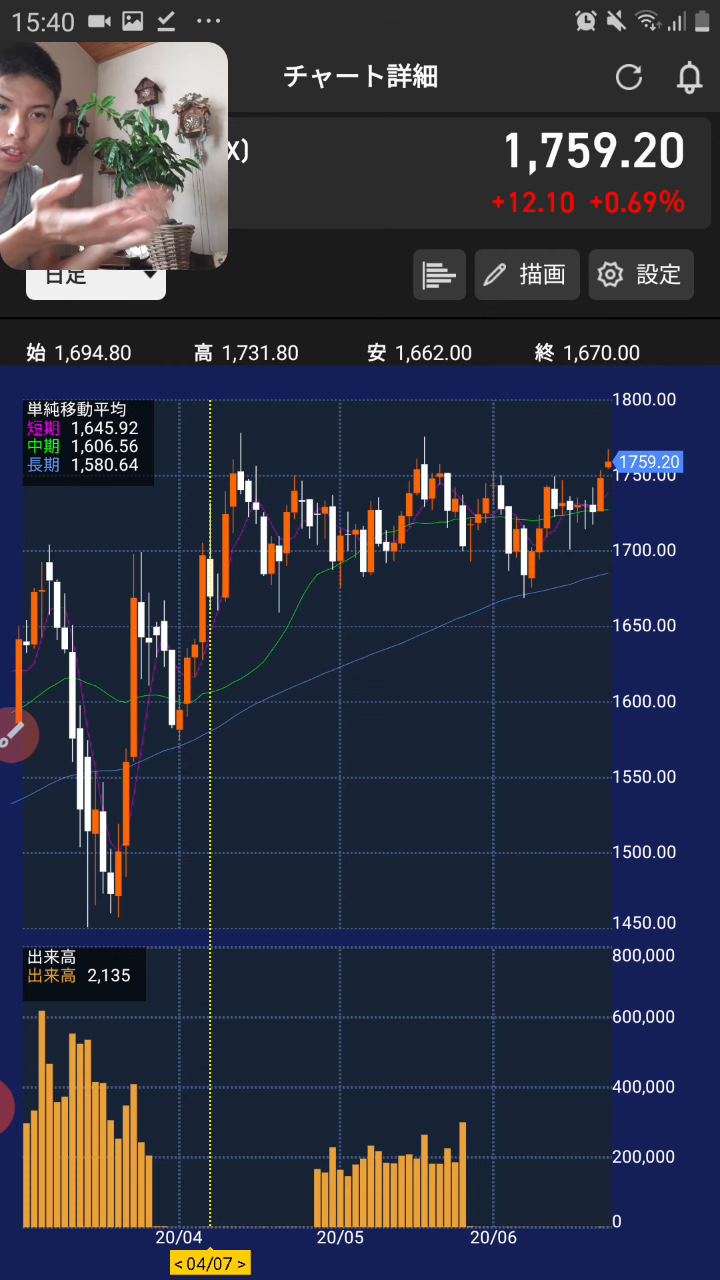 15:40
チャート詳細
X)
1,759.20
+12.10 +0.69%
日足
描画
設定
始 1,694.80 高 1,731.80 安 1,662.00 終 1,670.00
単純移動平均
短期 1,645.92
中期 1,606.56
長期 1,580.64
1800.00
1759.20
1750.00
1700.00
1650.00
1600.00
1550.00
1500.00
1450.00
出来高
出来高 2,135
800,000
600,000
400,000
200,000
0
20/04 20/05 20/06
< 04/07 >